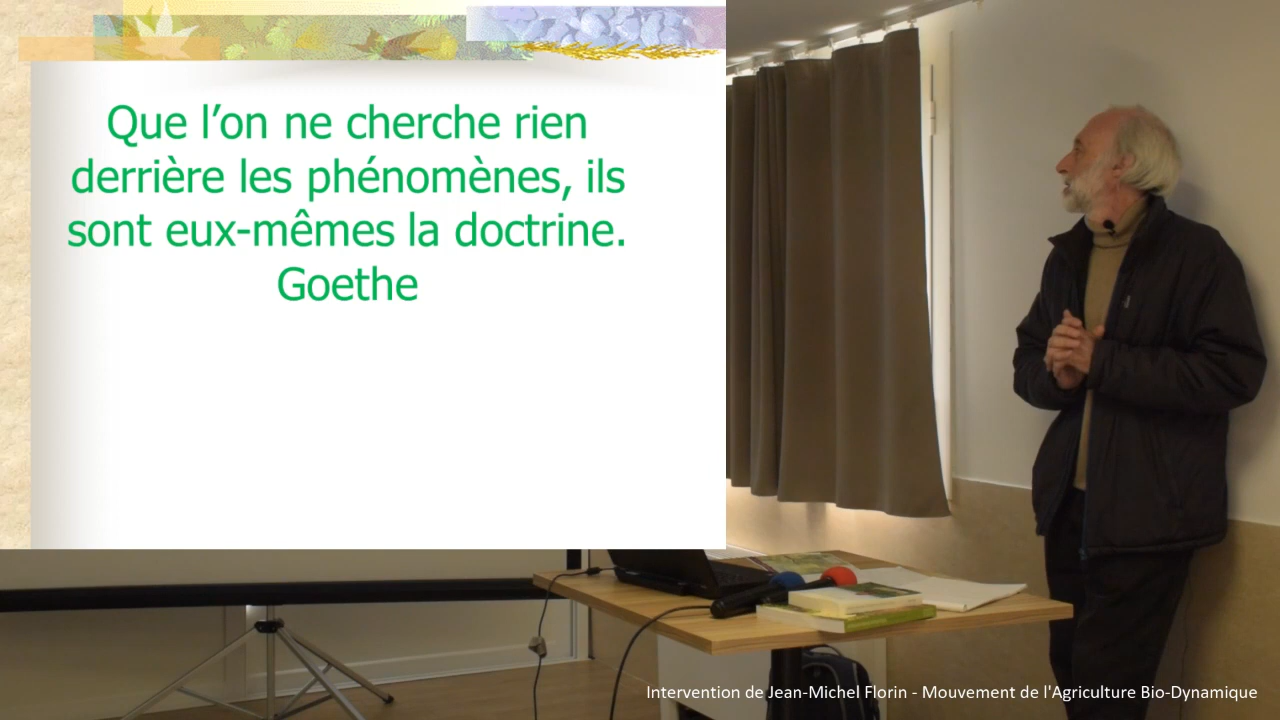 Que l’on ne cherche rien
derrière les phénomènes, ils
sont eux-mêmes la doctrine.
Goethe
Intervention de Jean-Michel Florin - Mouvement de l'Agriculture Bio-Dynamique